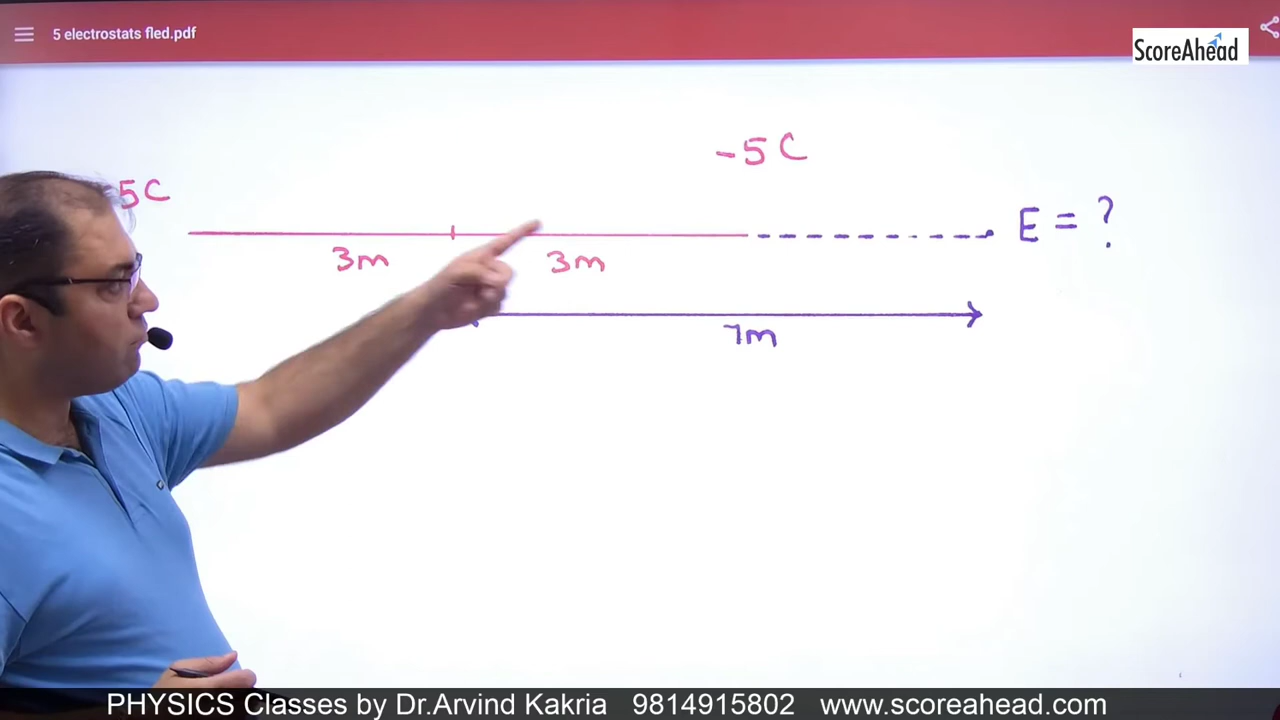 5 electrostats fled.pdf
ScoreAhead
-5 C
5C
E = ?
3m
3m
7m
PHYSICS Classes by Dr.Arvind Kakria 9814915802 www.scoreahead.com